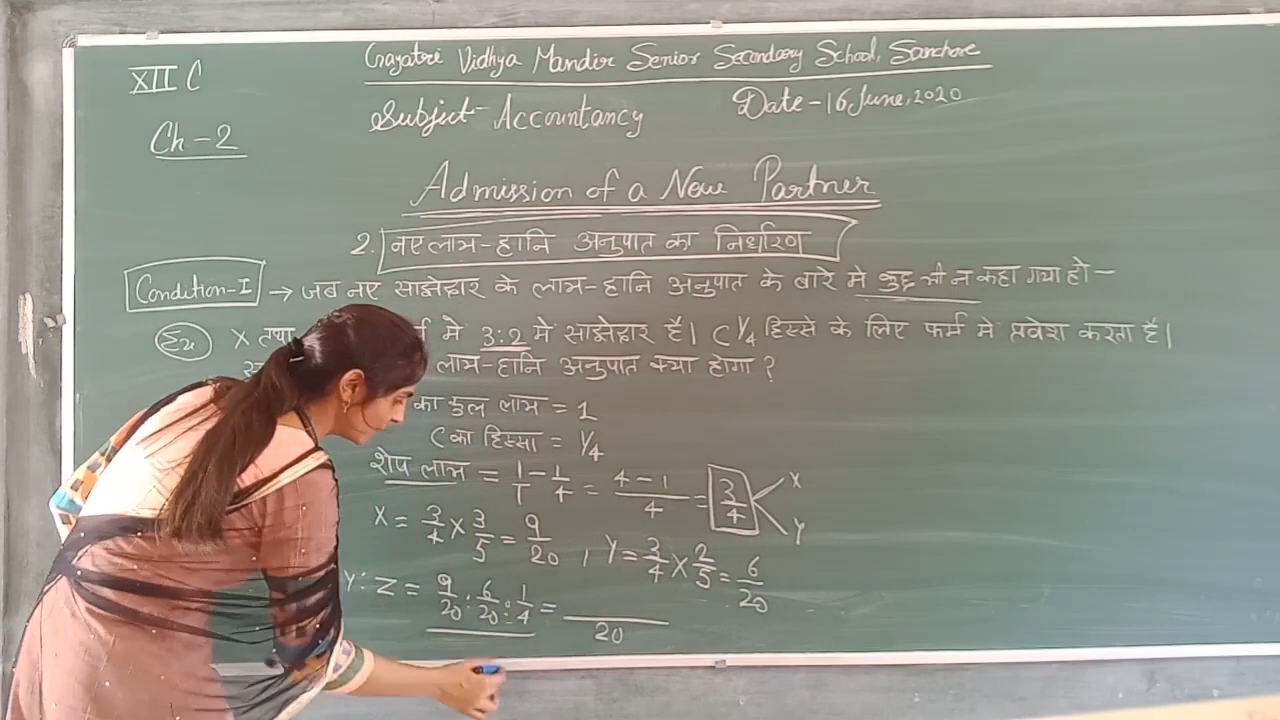 XII C
Gayatri Vidhya Mandir Senior Secondary School, Sanchore
Ch-2
Subject-Accountancy
Date-16June,2020
Admission of a New Partner
2. नए लाभ-हानि अनुपात का निर्धारण
Condition-I → जब नए साझेदार के लाभ-हानि अनुपात के बारे मे कुछ भी न कहा गया हो-
Ex X तथा मे 3:2 मे साझेदार है। C 1/4 हिस्से के लिए फर्म मे प्रवेश करता है।
लाभ-हानि अनुपात क्या होगा ?
का कुल लाभ = 1
C का हिस्सा = 1/4
शेष लाभ = 1/1 - 1/4 = 4-1/4 = 3/4 X Y
X = 3/4 × 3/5 = 9/20 , Y = 3/4 × 2/5 = 6/20
Y : Z = 9/20 : 6/20 : 1/4 = /20